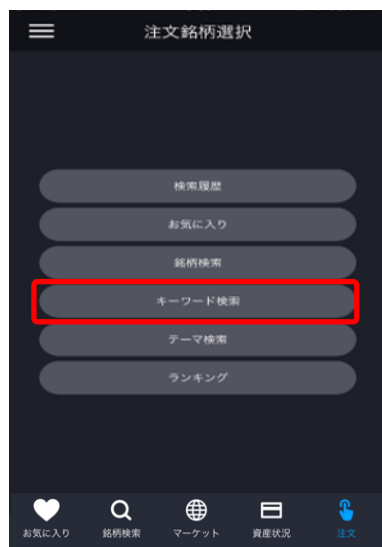 注文銘柄選択
検索履歴
お気に入り
銘柄検索
キーワード検索
テーマ検索
ランキング
お気に入り 銘柄検索 マーケット 資産状況 注文